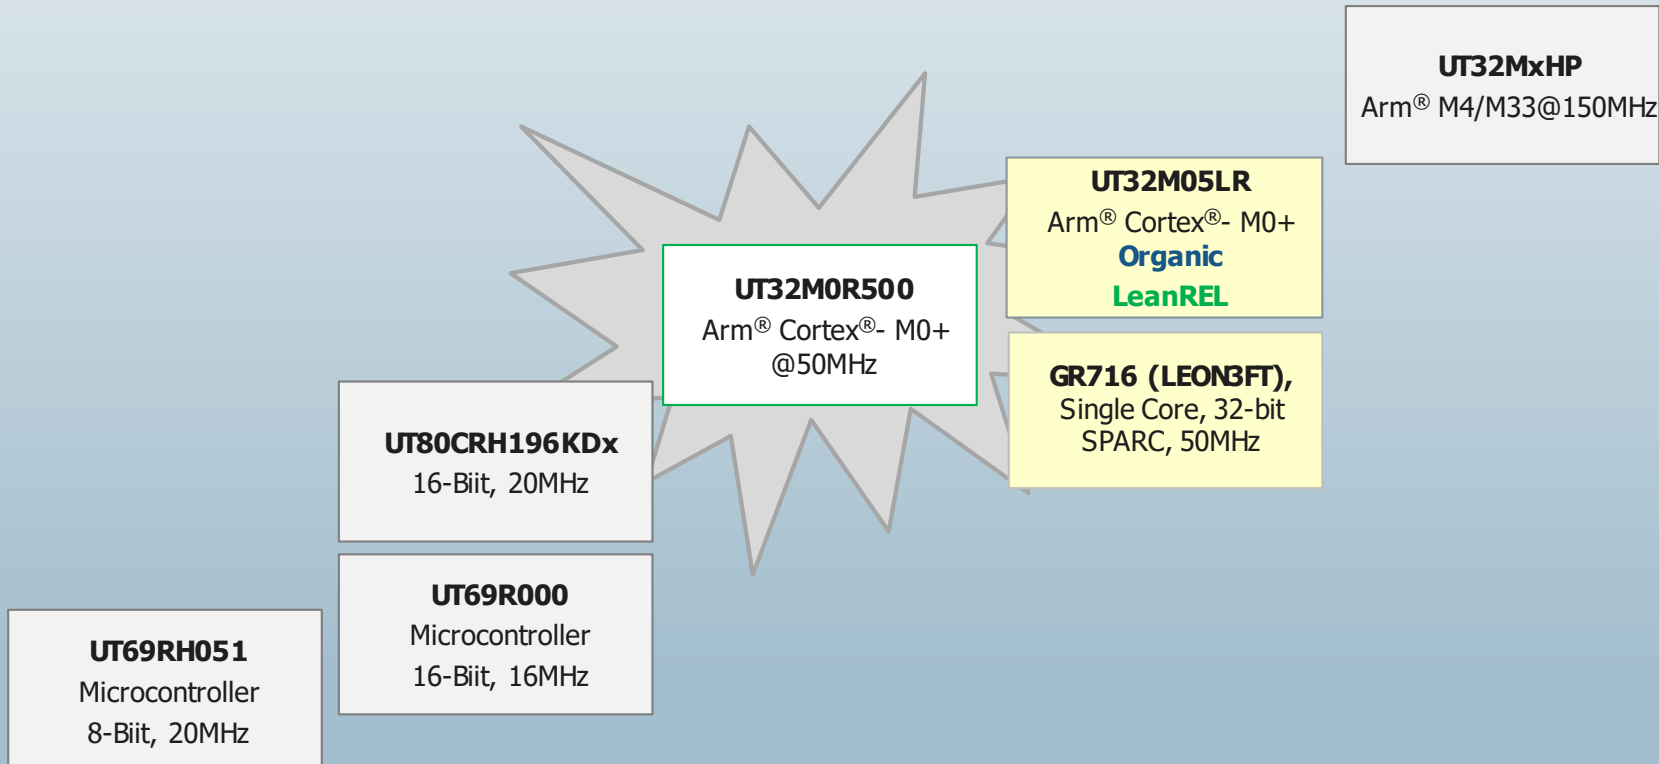 UT32MxHP
Arm® M4/M33@150MHz
UT32M05LR
Arm® Cortex®- M0+
Organic
LeanREL
UT32M0R500
Arm® Cortex®- M0+
@50MHz
GR716 (LEON3FT),
Single Core, 32-bit
SPARC, 50MHz
UT80CRH196KDx
16-Biit, 20MHz
UT69R000
Microcontroller
16-Biit, 16MHz
UT69RH051
Microcontroller
8-Biit, 20MHz